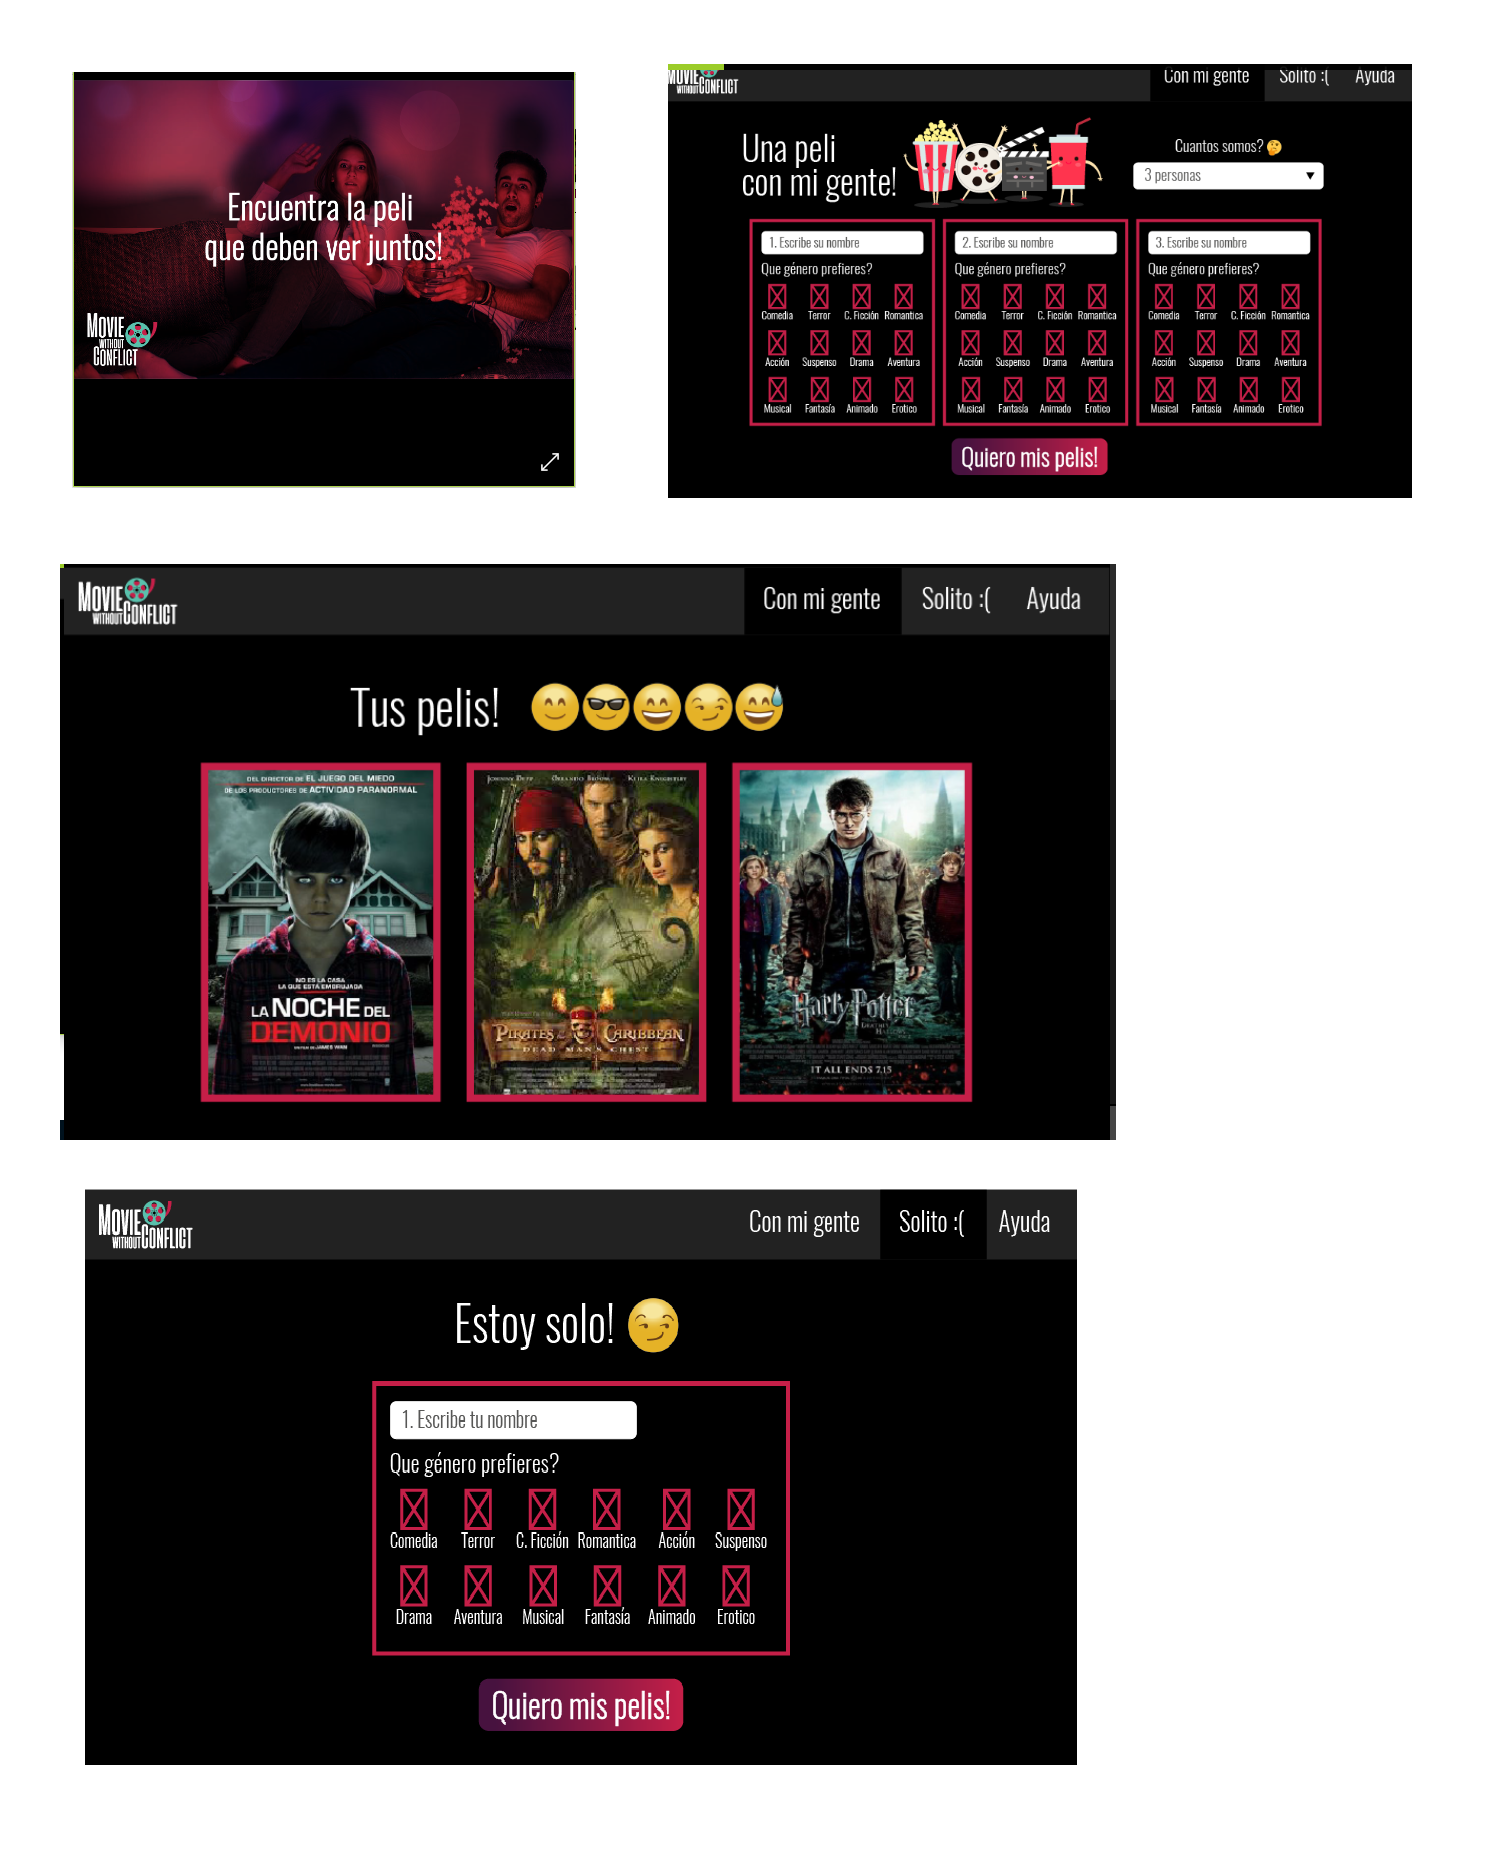 Encuentra la peli
que deben ver juntos!
MOVIE
WITHOUT
CONFLICT
MOVIE
WITHOUT CONFLICT
Con mi gente
Solito :(
Ayuda
Una peli
con mi gente!
Cuantos somos?
3 personas
1. Escribe su nombre
Que género prefieres?
Comedia Terror C. Ficción Romantica
Acción Suspenso Drama Aventura
Musical Fantasía Animado Erotico
2. Escribe su nombre
Que género prefieres?
Comedia Terror C. Ficción Romantica
Acción Suspenso Drama Aventura
Musical Fantasía Animado Erotico
3. Escribe su nombre
Que género prefieres?
Comedia Terror C. Ficción Romantica
Acción Suspenso Drama Aventura
Musical Fantasía Animado Erotico
Quiero mis pelis!
MOVIE
WITHOUT CONFLICT
Con mi gente
Solito :(
Ayuda
Tus pelis!
DEL DIRECTOR DE EL JUEGO DEL MIEDO
DE LOS PRODUCTORES DE ACTIVIDAD PARANORMAL
NO ES LA CASA
LA QUE ESTÁ EMBRUJADA
LA NOCHE DEL
DEMONIO
JOHNNY DEPP ORLANDO BLOOM KEIRA KNIGHTLEY
PIRATES CARIBBEAN
DEAD MAN'S CHEST
Harry Potter
IT ALL ENDS 7.15
MOVIE
WITHOUT CONFLICT
Con mi gente
Solito :(
Ayuda
Estoy solo!
1. Escribe tu nombre
Que género prefieres?
Comedia Terror C. Ficción Romantica Acción Suspenso
Drama Aventura Musical Fantasía Animado Erotico
Quiero mis pelis!